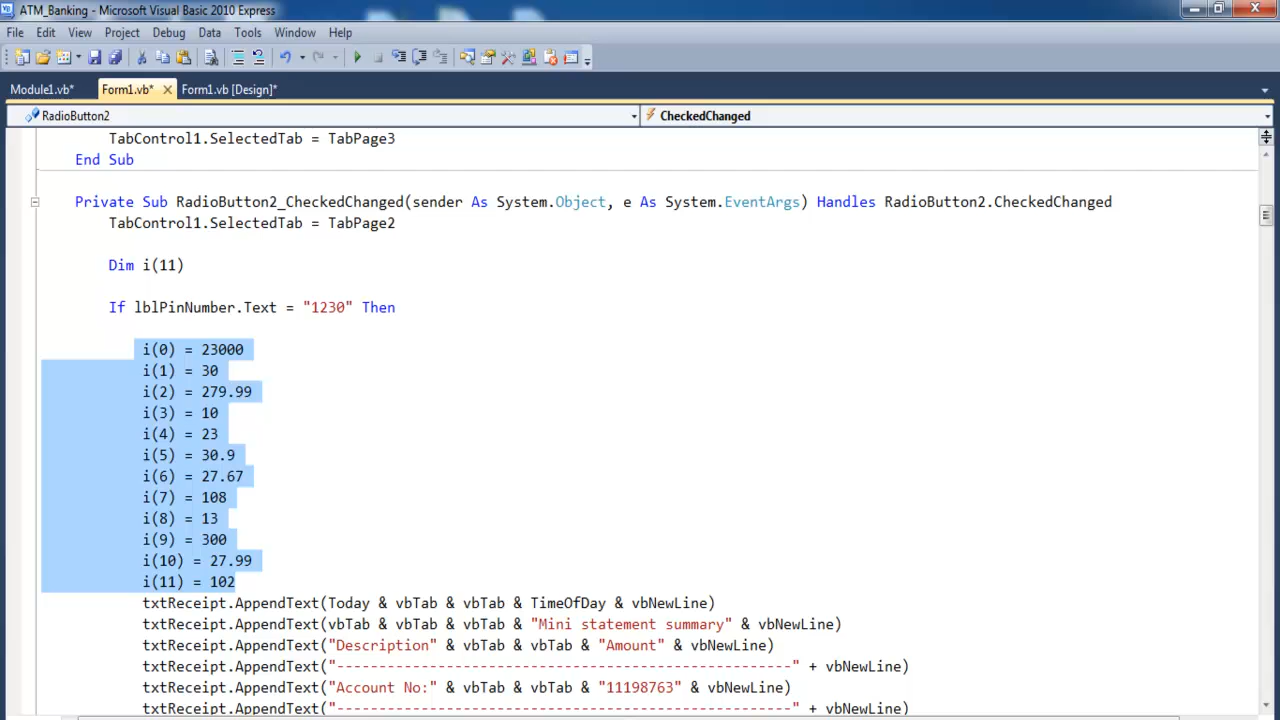 ATM_Banking - Microsoft Visual Basic 2010 Express
File Edit View Project Debug Data Tools Window Help
Module1.vb* Form1.vb* Form1.vb [Design]*
RadioButton2 CheckedChanged
TabControl1.SelectedTab = TabPage3
End Sub
Private Sub RadioButton2_CheckedChanged(sender As System.Object, e As System.EventArgs) Handles RadioButton2.CheckedChanged
TabControl1.SelectedTab = TabPage2
Dim i(11)
If lblPinNumber.Text = "1230" Then
i(0) = 23000
i(1) = 30
i(2) = 279.99
i(3) = 10
i(4) = 23
i(5) = 30.9
i(6) = 27.67
i(7) = 108
i(8) = 13
i(9) = 300
i(10) = 27.99
i(11) = 102
txtReceipt.AppendText(Today & vbTab & vbTab & TimeOfDay & vbNewLine)
txtReceipt.AppendText(vbTab & vbTab & vbTab & "Mini statement summary" & vbNewLine)
txtReceipt.AppendText("Description" & vbTab & vbTab & "Amount" & vbNewLine)
txtReceipt.AppendText("------------------------------------------------------" + vbNewLine)
txtReceipt.AppendText("Account No:" & vbTab & vbTab & "11198763" & vbNewLine)
txtReceipt.AppendText("------------------------------------------------------" + vbNewLine)